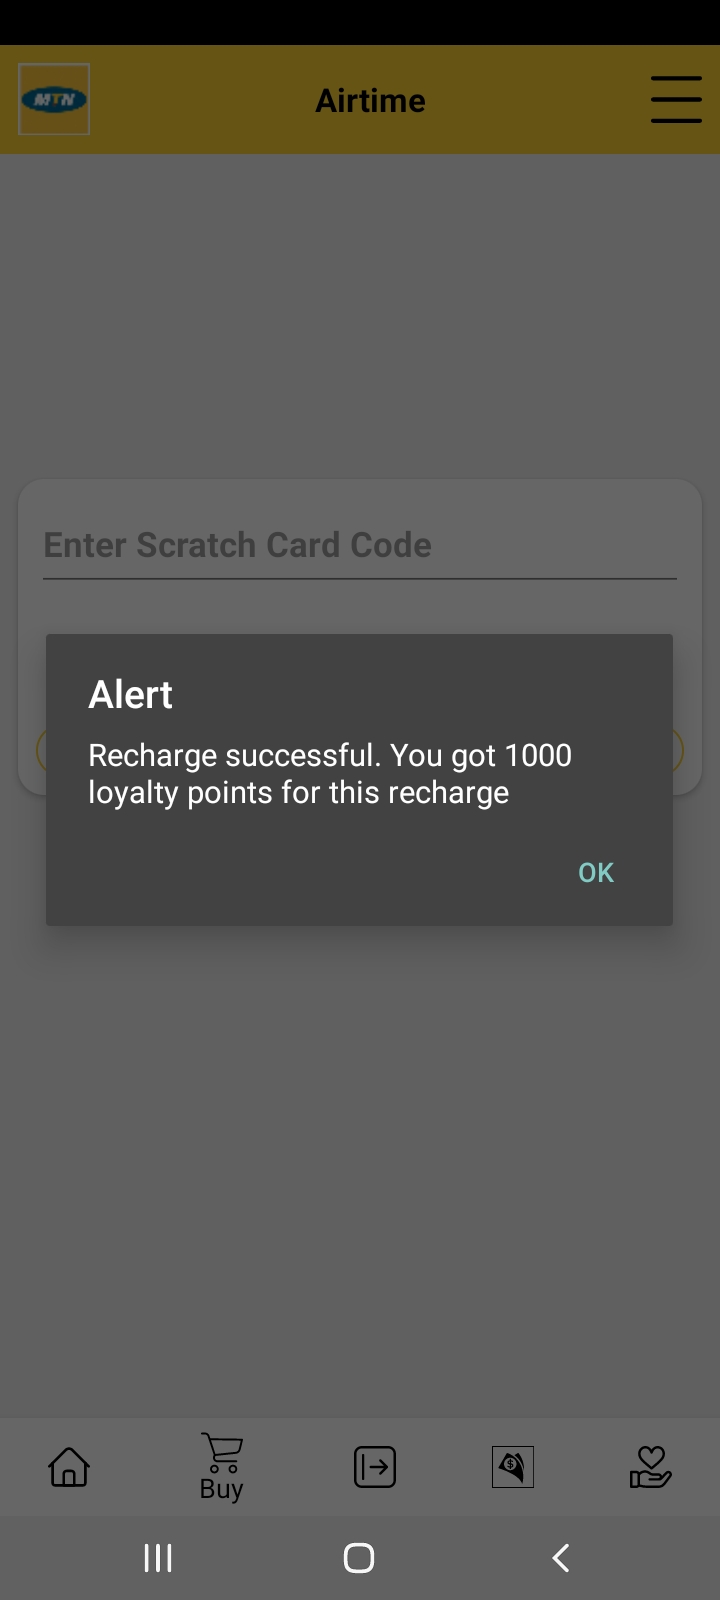 MTN
Airtime
Enter Scratch Card Code
Alert
Recharge successful. You got 1000
loyalty points for this recharge
OK
$
Buy